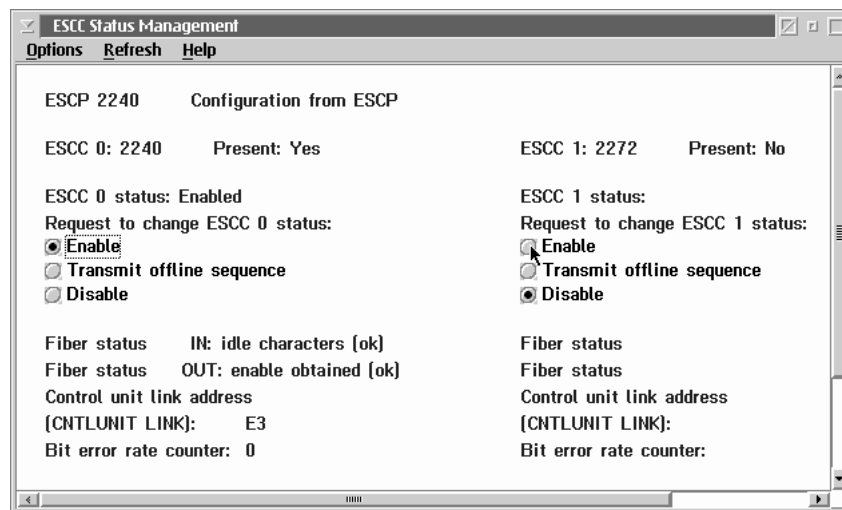 ESCC Status Management
Options Refresh Help
ESCP 2240 Configuration from ESCP
ESCC 0: 2240 Present: Yes ESCC 1: 2272 Present: No
ESCC 0 status: Enabled ESCC 1 status:
Request to change ESCC 0 status: Request to change ESCC 1 status:
Enable Enable
Transmit offline sequence Transmit offline sequence
Disable Disable
Fiber status IN: idle characters (ok) Fiber status
Fiber status OUT: enable obtained (ok) Fiber status
Control unit link address Control unit link address
(CNTLUNIT LINK): E3 (CNTLUNIT LINK):
Bit error rate counter: 0 Bit error rate counter: